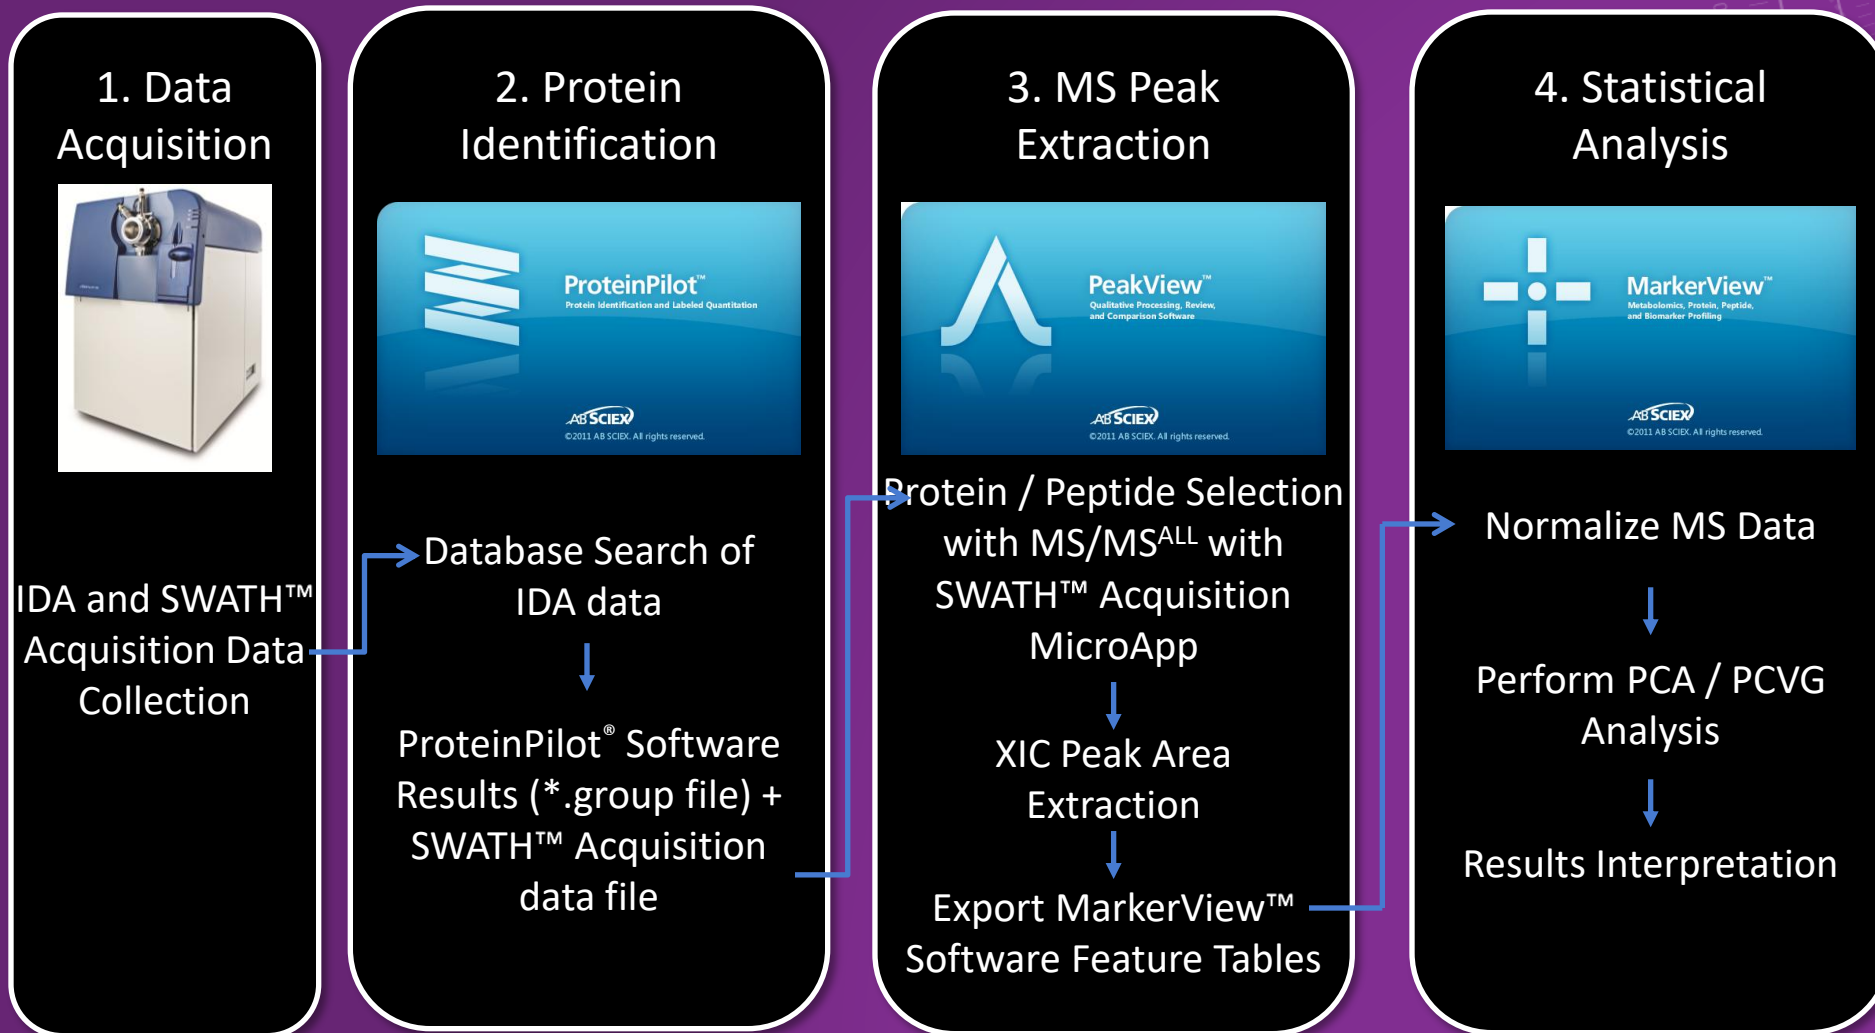 1. Data
Acquisition
IDA and SWATH™
Acquisition Data
Collection
2. Protein
Identification
ProteinPilot™
Protein Identification and Labeled Quantitation
AB SCIEX
©2011 AB SCIEX. All rights reserved.
Database Search of
IDA data
ProteinPilot® Software
Results (*.group file) +
SWATH™ Acquisition
data file
3. MS Peak
Extraction
PeakView™
Qualitative Processing, Review,
and Comparison Software
AB SCIEX
©2011 AB SCIEX. All rights reserved.
Protein / Peptide Selection
with MS/MSALL with
SWATH™ Acquisition
MicroApp
XIC Peak Area
Extraction
Export MarkerView™
Software Feature Tables
4. Statistical
Analysis
MarkerView™
Metabolomics, Protein, Peptide,
and Biomarker Profiling
AB SCIEX
©2011 AB SCIEX. All rights reserved.
Normalize MS Data
Perform PCA / PCVG
Analysis
Results Interpretation